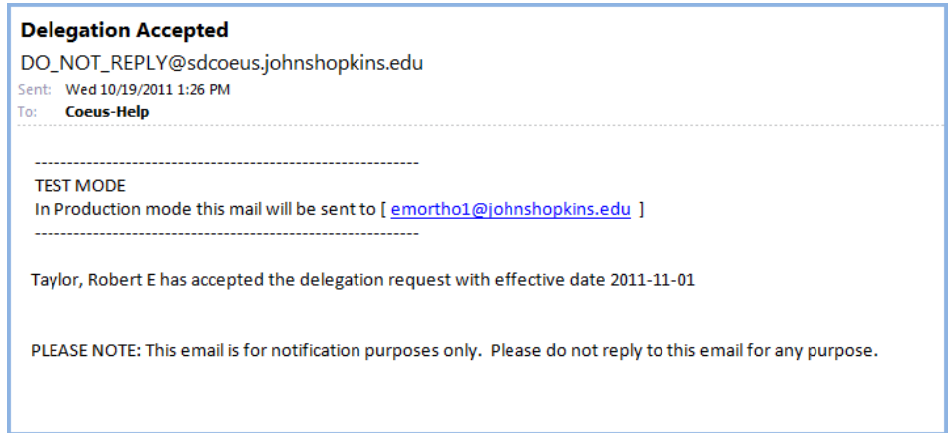 Delegation Accepted
DO_NOT_REPLY@sdcoeus.johnshopkins.edu
Sent: Wed 10/19/2011 1:26 PM
To: Coeus-Help
------------------------------------------------------------
TEST MODE
In Production mode this mail will be sent to [ emortho1@johnshopkins.edu ]
------------------------------------------------------------
Taylor, Robert E has accepted the delegation request with effective date 2011-11-01
PLEASE NOTE: This email is for notification purposes only. Please do not reply to this email for any purpose.